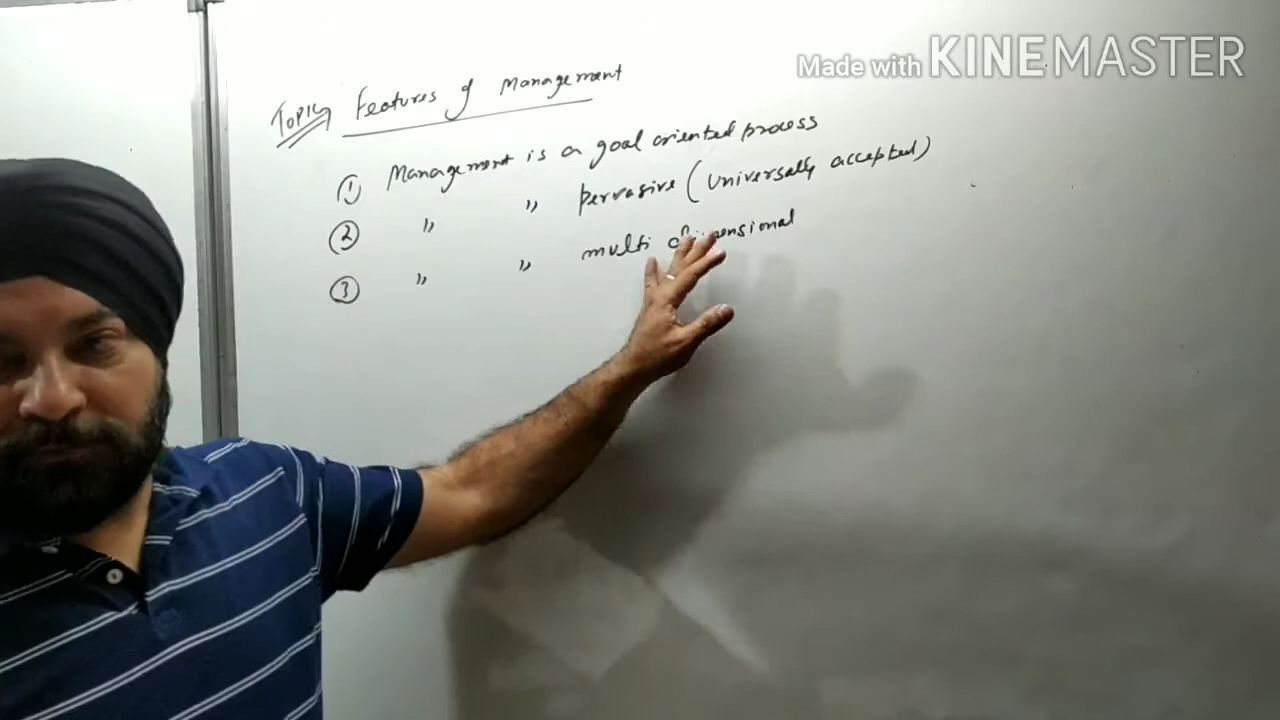 Made with KINEMASTER
TOPIC Features of Management
① Management is a goal oriented process
② " " Pervasive (Universally accepted)
③ " " multi dimensional